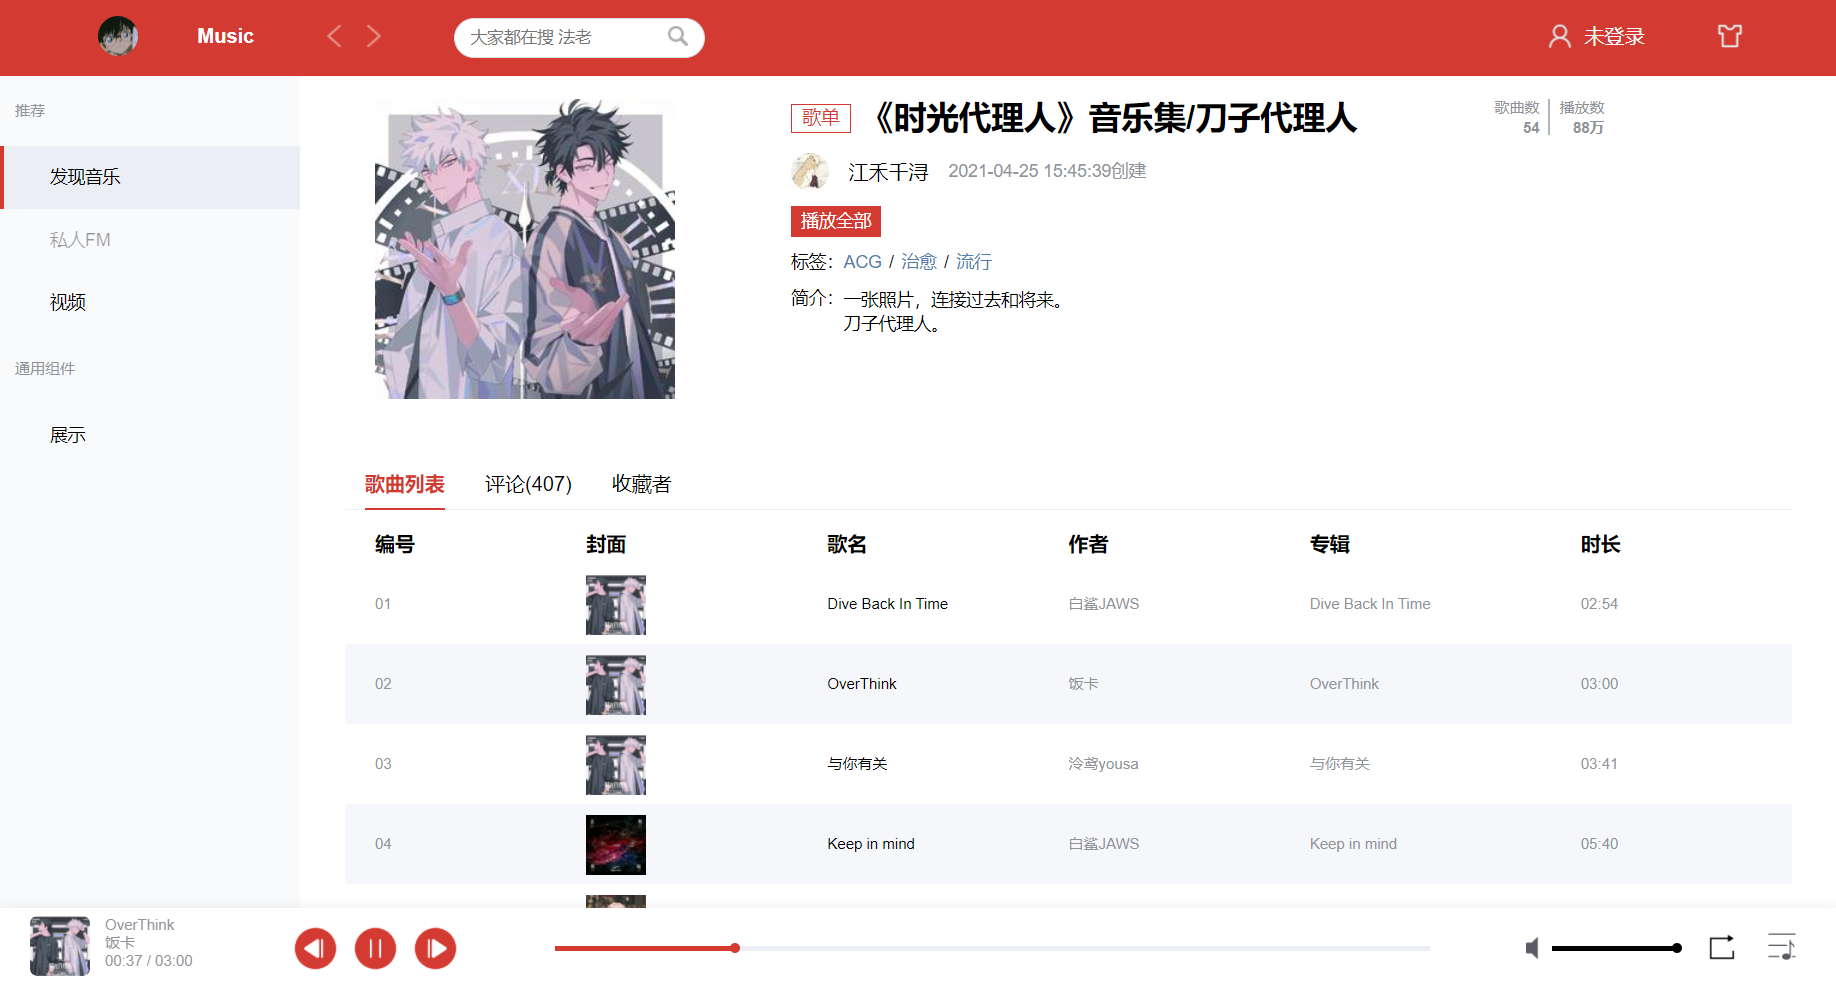 Music
大家都在搜 法老
未登录
推荐
发现音乐
私人FM
视频
通用组件
展示
歌单
《时光代理人》音乐集/刀子代理人
歌曲数
54
播放数
88万
江禾千浔
2021-04-25 15:45:39创建
播放全部
标签：ACG / 治愈 / 流行
简介：一张照片，连接过去和将来。
刀子代理人。
歌曲列表 评论(407) 收藏者
编号 封面 歌名 作者 专辑 时长
01 Dive Back In Time 白鲨JAWS Dive Back In Time 02:54
02 OverThink 饭卡 OverThink 03:00
03 与你有关 泠鸢yousa 与你有关 03:41
04 Keep in mind 白鲨JAWS Keep in mind 05:40
OverThink
饭卡
00:37 / 03:00